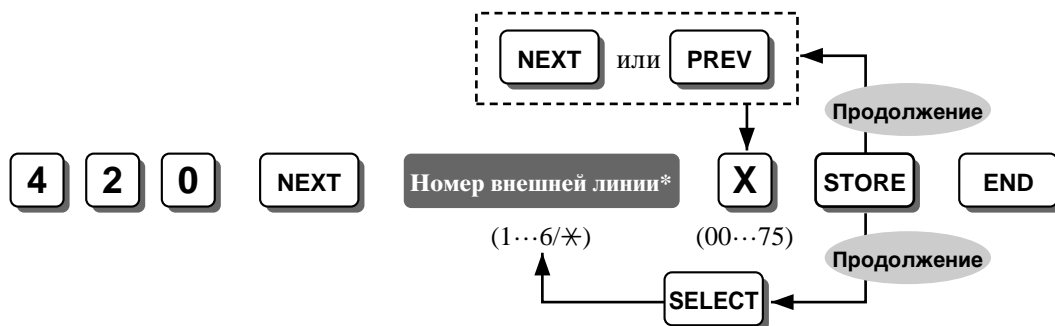 NEXT или PREV
Продолжение
4 2 0 NEXT Номер внешней линии* X STORE END
(1···6/✳) (00···75)
Продолжение
SELECT